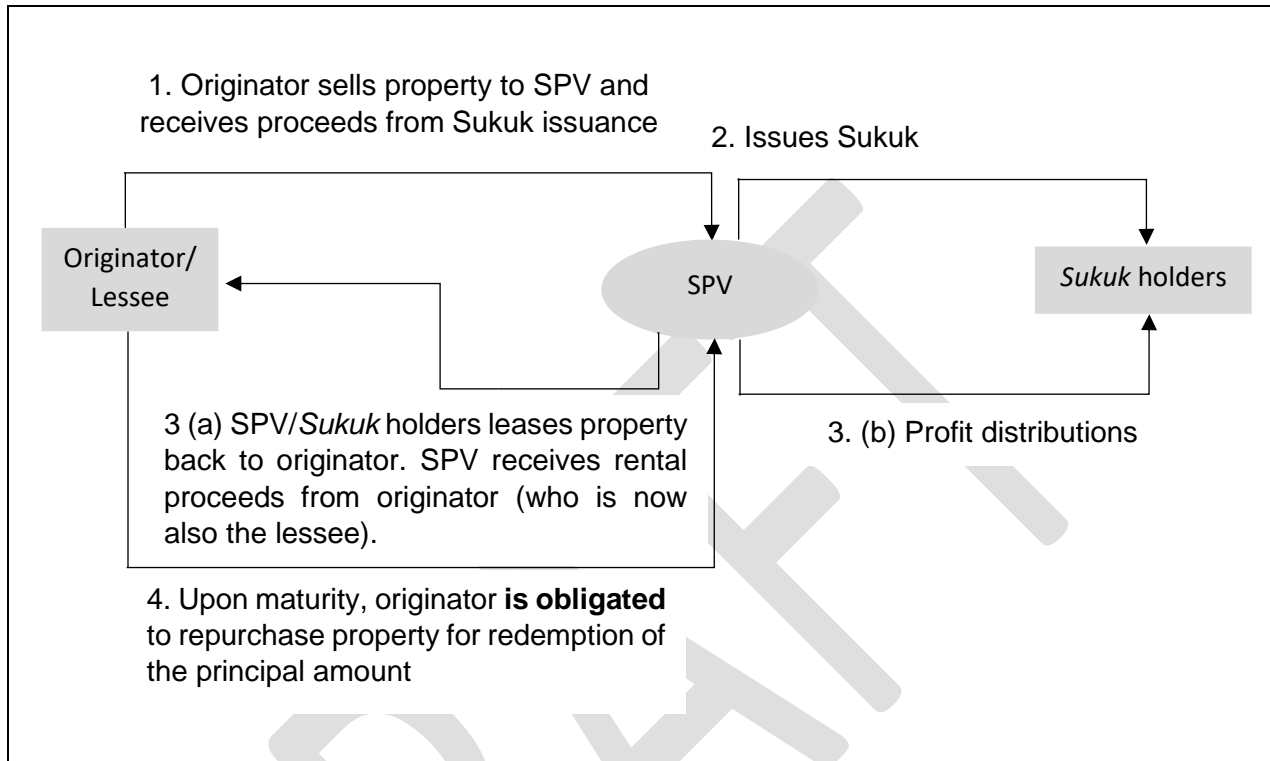 1. Originator sells property to SPV and
receives proceeds from Sukuk issuance
2. Issues Sukuk
Originator/
Lessee
SPV
Sukuk holders
3 (a) SPV/Sukuk holders leases property
back to originator. SPV receives rental
proceeds from originator (who is now
also the lessee).
3. (b) Profit distributions
4. Upon maturity, originator is obligated
to repurchase property for redemption of
the principal amount